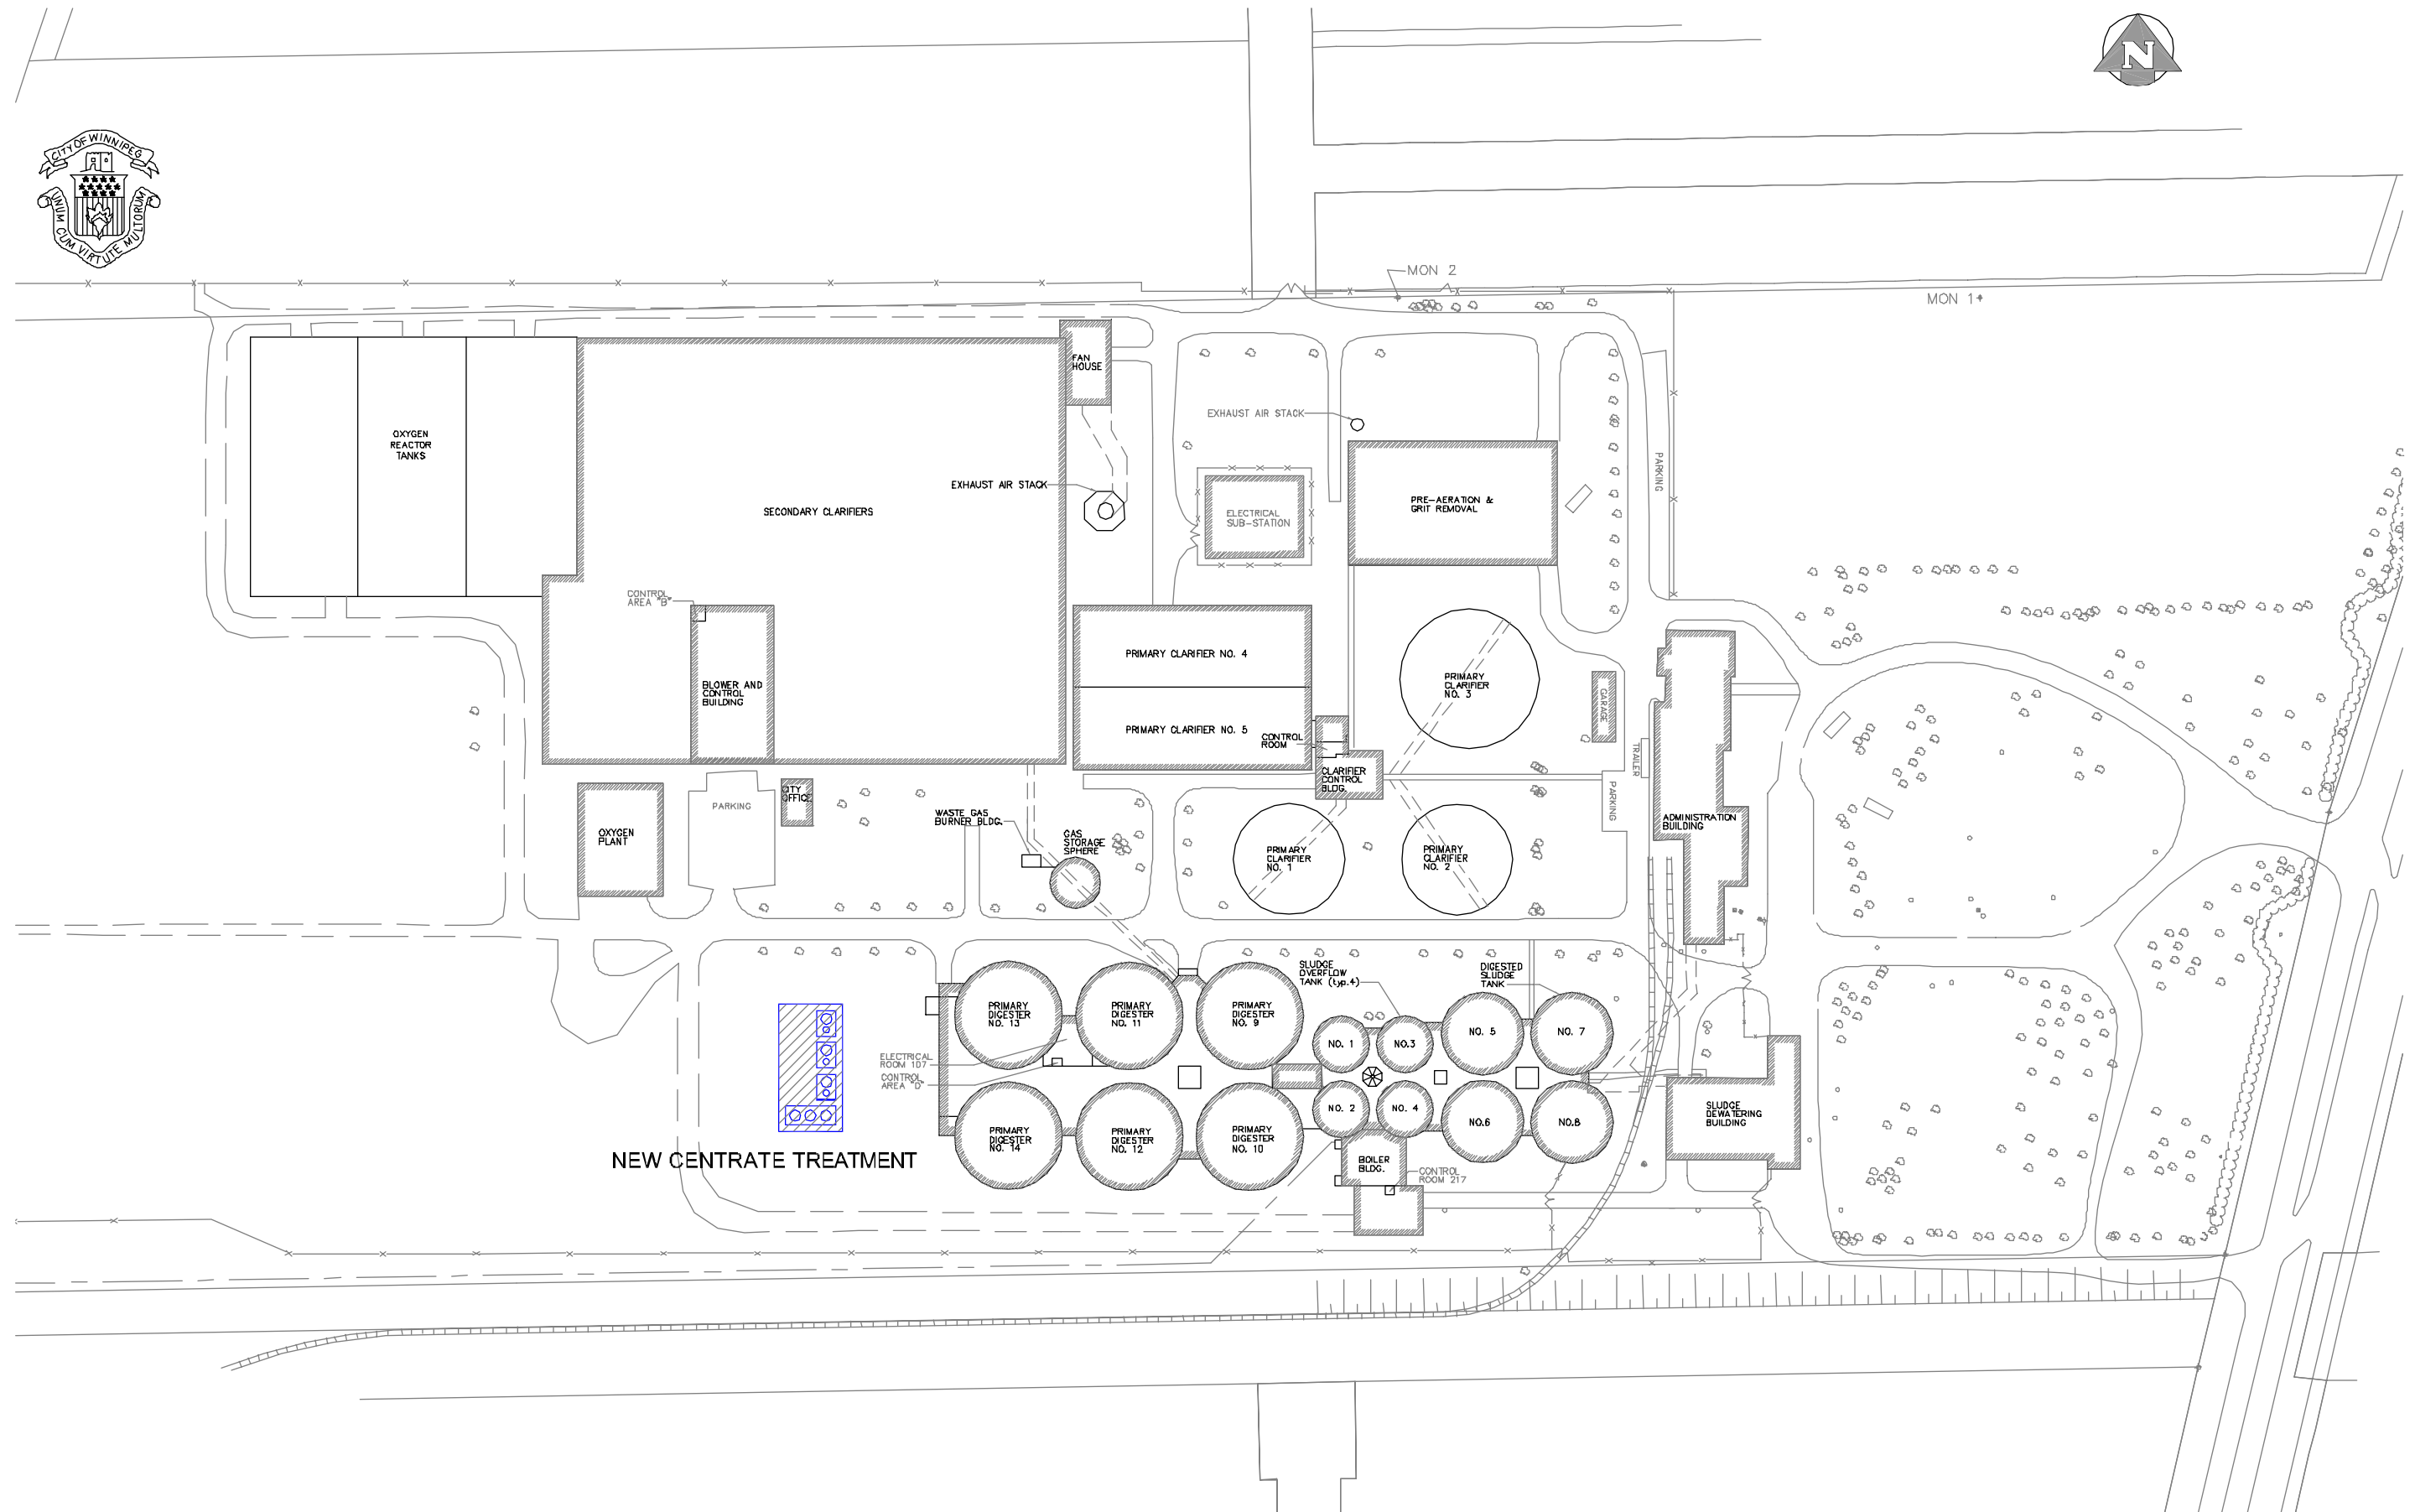 N
CITY OF WINNIPEG
UNUM CUM VIRTUTE MULTORUM
MON 2
MON 1
FAN
HOUSE
EXHAUST AIR STACK
OXYGEN
REACTOR
TANKS
PARKING
EXHAUST AIR STACK
SECONDARY CLARIFIERS
ELECTRICAL
SUB-STATION
PRE-AERATION &
GRIT REMOVAL
CONTROL
AREA "B"
PRIMARY CLARIFIER NO. 4
BLOWER AND
CONTROL
BUILDING
PRIMARY
CLARIFIER
NO. 3
GARAGE
PRIMARY CLARIFIER NO. 5
CONTROL
ROOM
TRAILER
CLARIFIER
CONTROL
BLDG.
CITY
OFFICE
PARKING
PARKING
WASTE GAS
BURNER BLDG.
ADMINISTRATION
BUILDING
OXYGEN
PLANT
GAS
STORAGE
SPHERE
PRIMARY
CLARIFIER
NO. 1
PRIMARY
CLARIFIER
NO. 2
SLUDGE
OVERFLOW
TANK (typ.4)
DIGESTED
SLUDGE
TANK
PRIMARY
DIGESTER
NO. 13
PRIMARY
DIGESTER
NO. 11
PRIMARY
DIGESTER
NO. 9
NO. 1
NO.3
NO. 5
NO. 7
ELECTRICAL
ROOM 107
CONTROL
AREA "D"
NO. 2
NO. 4
NO.6
NO.8
SLUDGE
DEWATERING
BUILDING
PRIMARY
DIGESTER
NO. 14
PRIMARY
DIGESTER
NO. 12
PRIMARY
DIGESTER
NO. 10
NEW CENTRATE TREATMENT
BOILER
BLDG.
CONTROL
ROOM 217